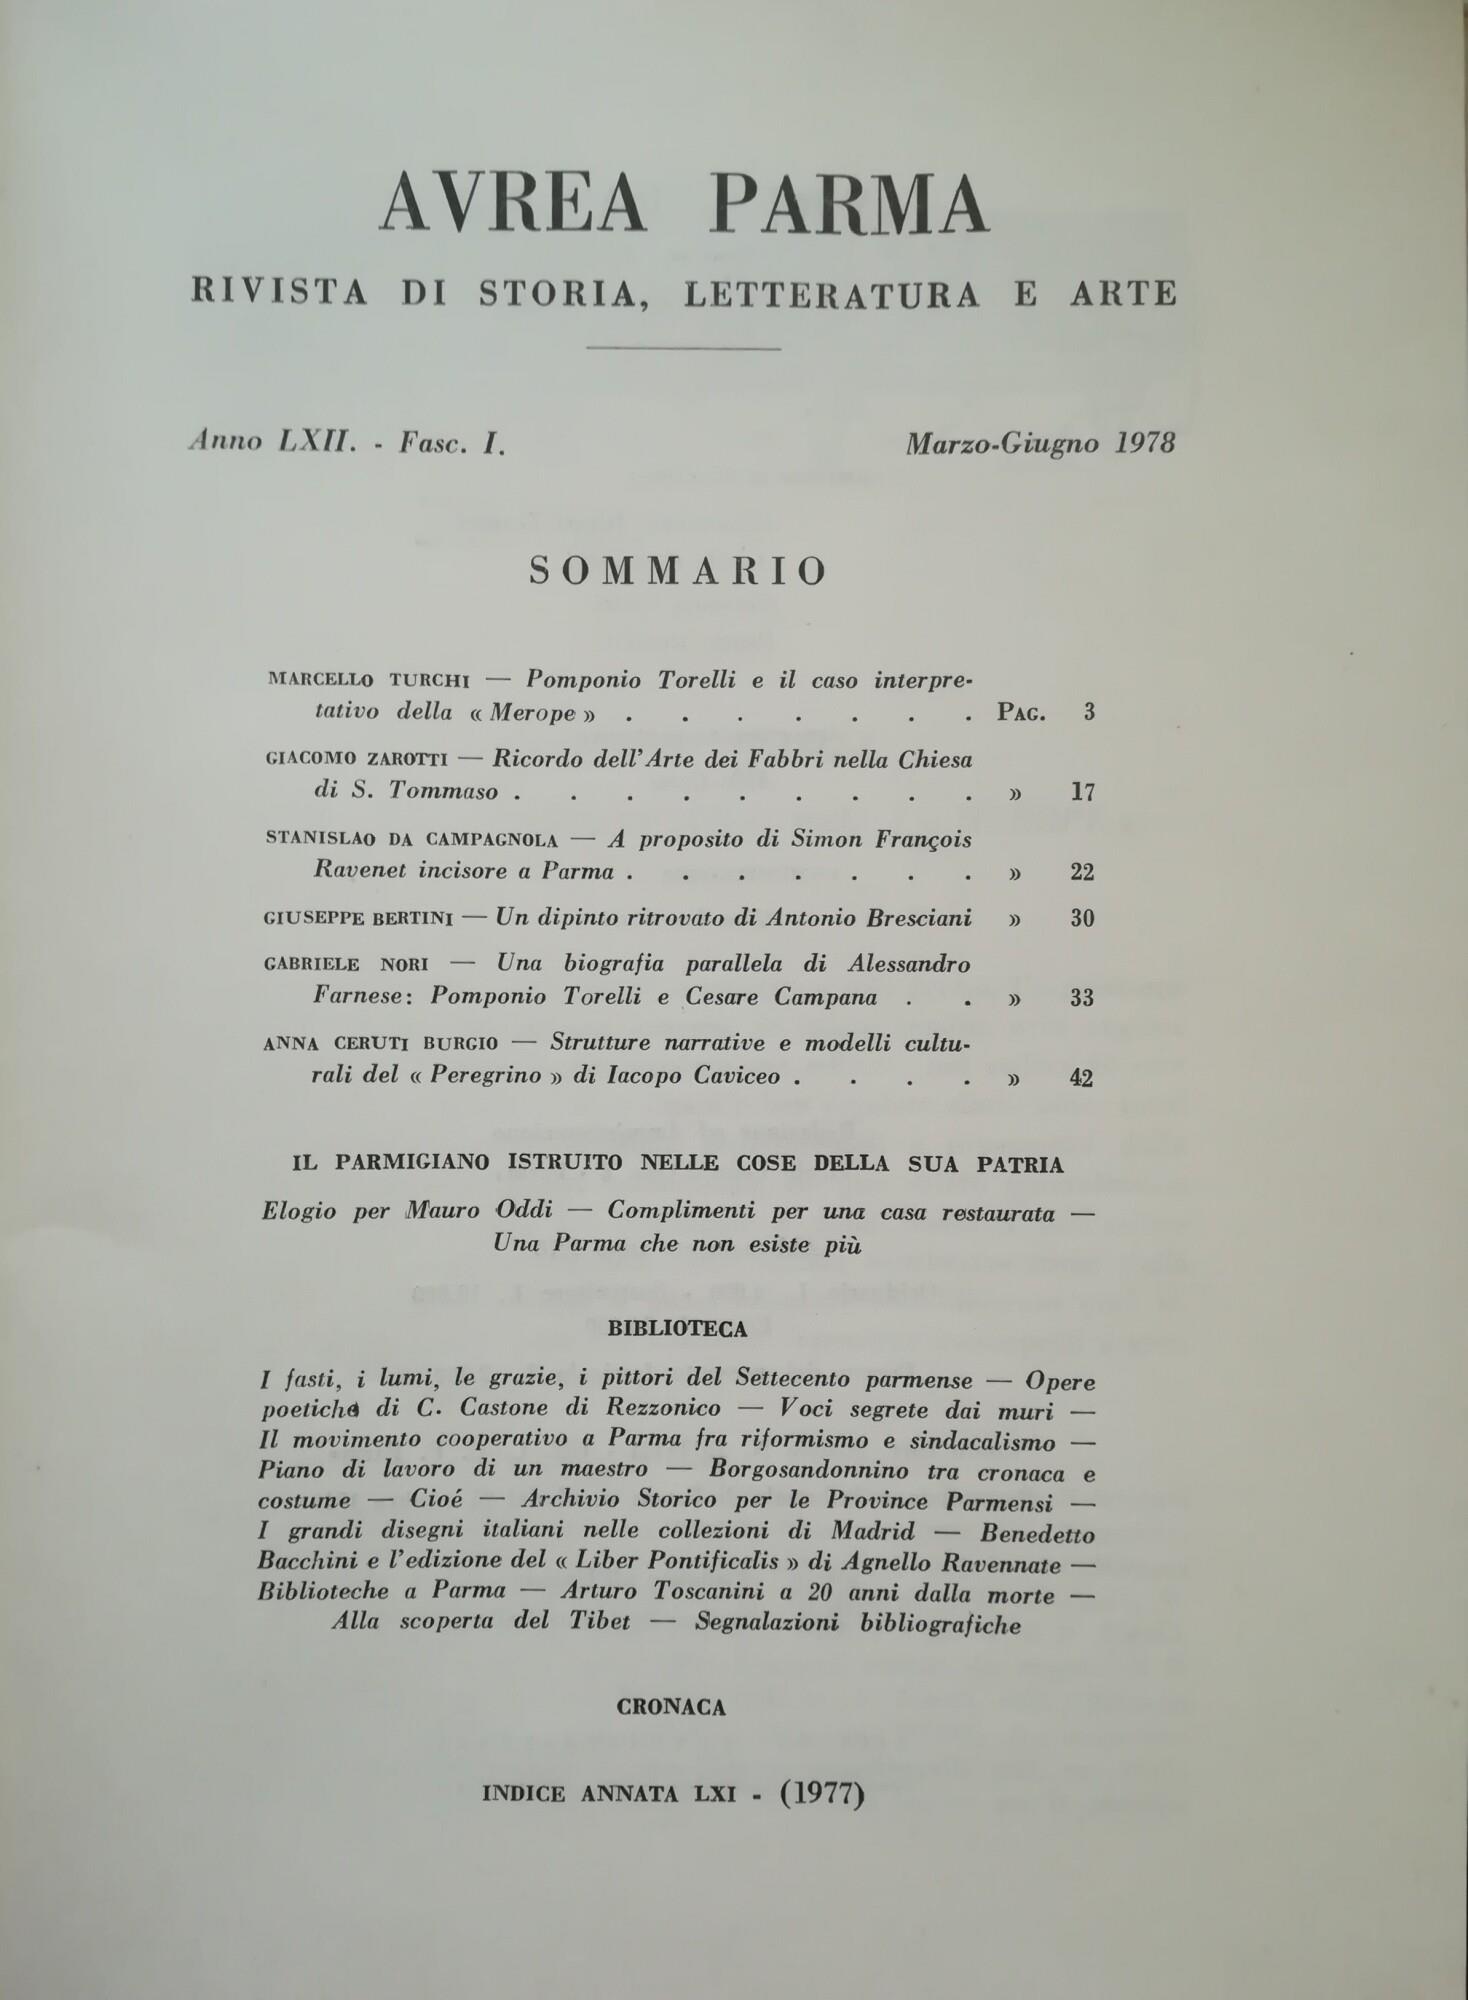 AVREA PARMA
RIVISTA DI STORIA, LETTERATURA E ARTE
Anno LXII. - Fasc. I. Marzo-Giugno 1978
SOMMARIO
MARCELLO TURCHI — Pomponio Torelli e il caso interpre-
tativo della « Merope » . . . . . . . PAG. 3
GIACOMO ZAROTTI — Ricordo dell'Arte dei Fabbri nella Chiesa
di S. Tommaso . . . . . . . . . » 17
STANISLAO DA CAMPAGNOLA — A proposito di Simon François
Ravenet incisore a Parma . . . . . . . » 22
GIUSEPPE BERTINI — Un dipinto ritrovato di Antonio Bresciani » 30
GABRIELE NORI — Una biografia parallela di Alessandro
Farnese: Pomponio Torelli e Cesare Campana . . » 33
ANNA CERUTI BURGIO — Strutture narrative e modelli cultu-
rali del « Peregrino » di Iacopo Caviceo . . . . » 42
IL PARMIGIANO ISTRUITO NELLE COSE DELLA SUA PATRIA
Elogio per Mauro Oddi — Complimenti per una casa restaurata —
Una Parma che non esiste più
BIBLIOTECA
I fasti, i lumi, le grazie, i pittori del Settecento parmense — Opere
poetiche di C. Castone di Rezzonico — Voci segrete dai muri —
Il movimento cooperativo a Parma fra riformismo e sindacalismo —
Piano di lavoro di un maestro — Borgosandonnino tra cronaca e
costume — Cioé — Archivio Storico per le Province Parmensi —
I grandi disegni italiani nelle collezioni di Madrid — Benedetto
Bacchini e l'edizione del « Liber Pontificalis » di Agnello Ravennate —
Biblioteche a Parma — Arturo Toscanini a 20 anni dalla morte —
Alla scoperta del Tibet — Segnalazioni bibliografiche
CRONACA
INDICE ANNATA LXI - (1977)